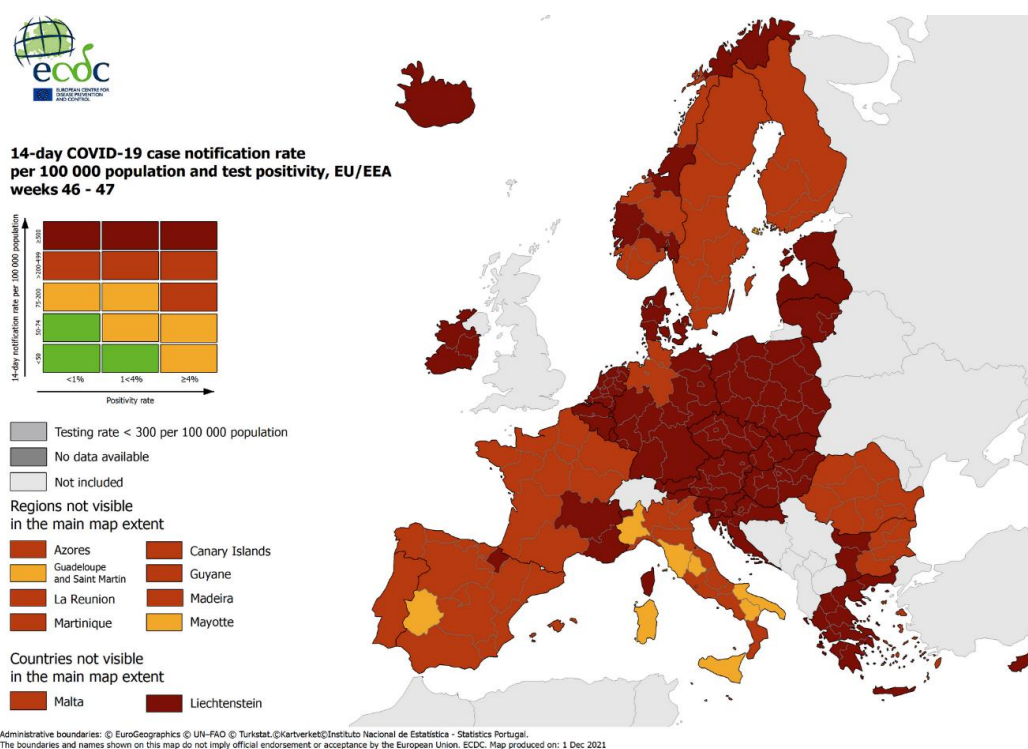 ecdc
EUROPEAN CENTRE FOR
DISEASE PREVENTION
AND CONTROL
14-day COVID-19 case notification rate
per 100 000 population and test positivity, EU/EEA
weeks 46 - 47
14-day notification rate per 100 000 population
≥500
>200-499
75-200
50-74
<50
<1%
1<4%
≥4%
Positivity rate
Testing rate < 300 per 100 000 population
No data available
Not included
Regions not visible
in the main map extent
Azores
Canary Islands
Guadeloupe
and Saint Martin
Guyane
La Reunion
Madeira
Martinique
Mayotte
Countries not visible
in the main map extent
Malta
Liechtenstein
Administrative boundaries: © EuroGeographics © UN–FAO © Turkstat.©Kartverket©Instituto Nacional de Estatística - Statistics Portugal.
The boundaries and names shown on this map do not imply official endorsement or acceptance by the European Union. ECDC. Map produced on: 1 Dec 2021